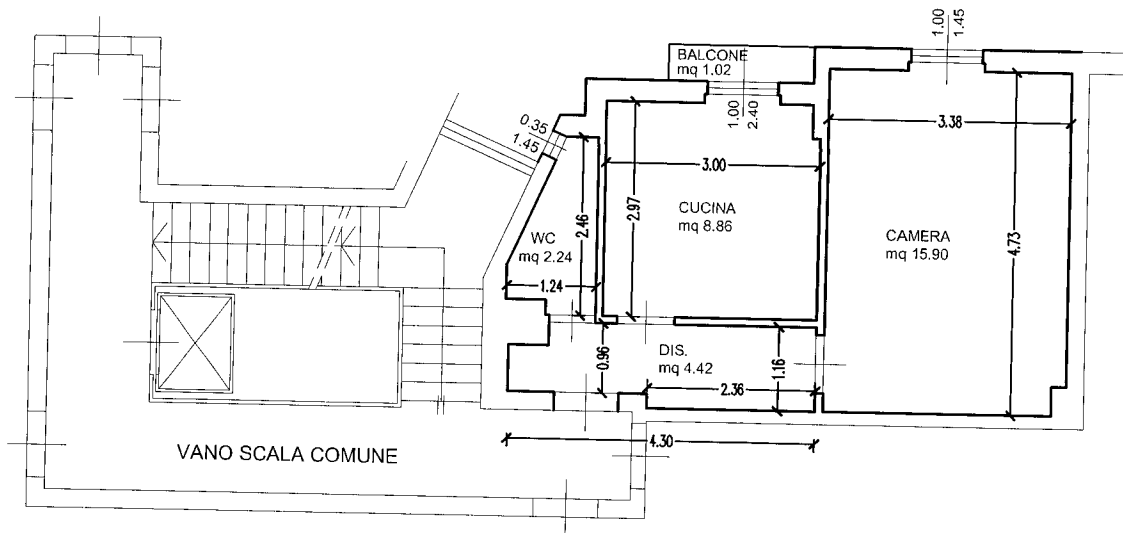 1.00
1.45
BALCONE
mq 1.02
1.00
2.40
0.35
1.45
3.38
3.00
2.97
2.46
CUCINA
mq 8.86
WC
mq 2.24
1.24
CAMERA
mq 15.90
4.73
DIS.
mq 4.42
0.96
1.16
2.36
4.30
VANO SCALA COMUNE